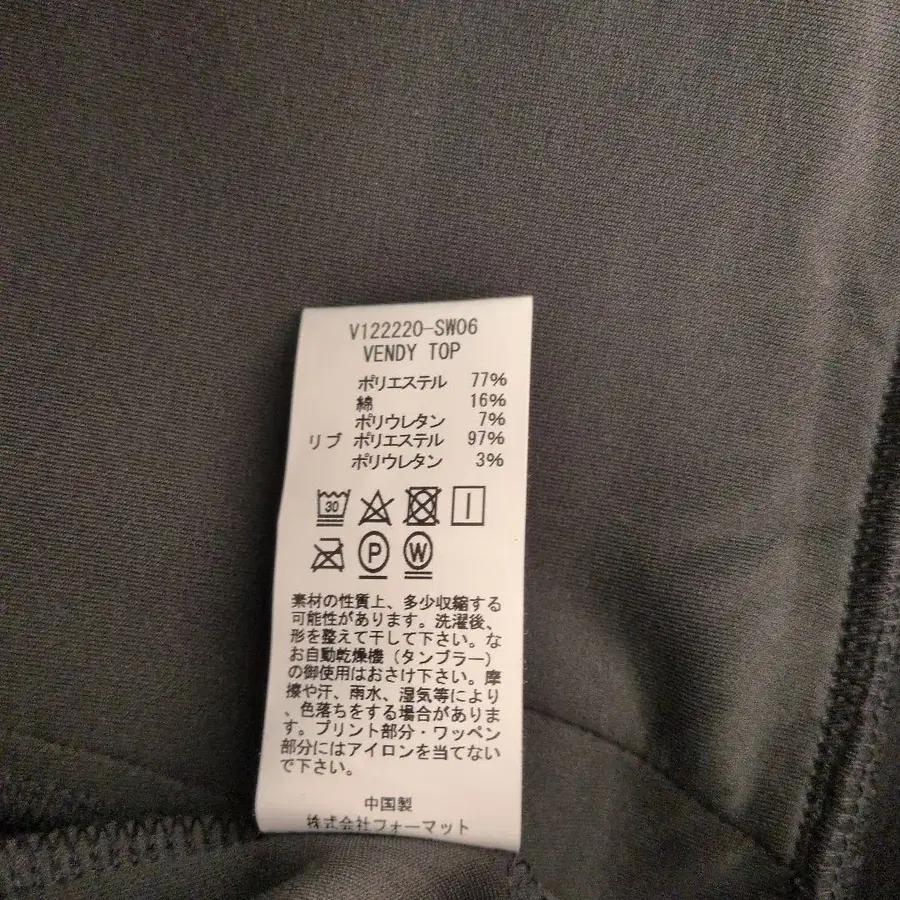 V122220-SW06
VENDY TOP
ポリエステル 77%
綿 16%
ポリウレタン 7%
リブ ポリエステル 97%
ポリウレタン 3%
30
P W
素材の性質上、多少収縮する
可能性があります。洗濯後、
形を整えて干して下さい。な
お自動乾燥機（タンブラー）
の御使用はおさけ下さい。摩
擦や汗、雨水、湿気等により
、色落ちをする場合がありま
す。プリント部分・ワッペン
部分にはアイロンを当てない
で下さい。
中国製
株式会社フォーマット